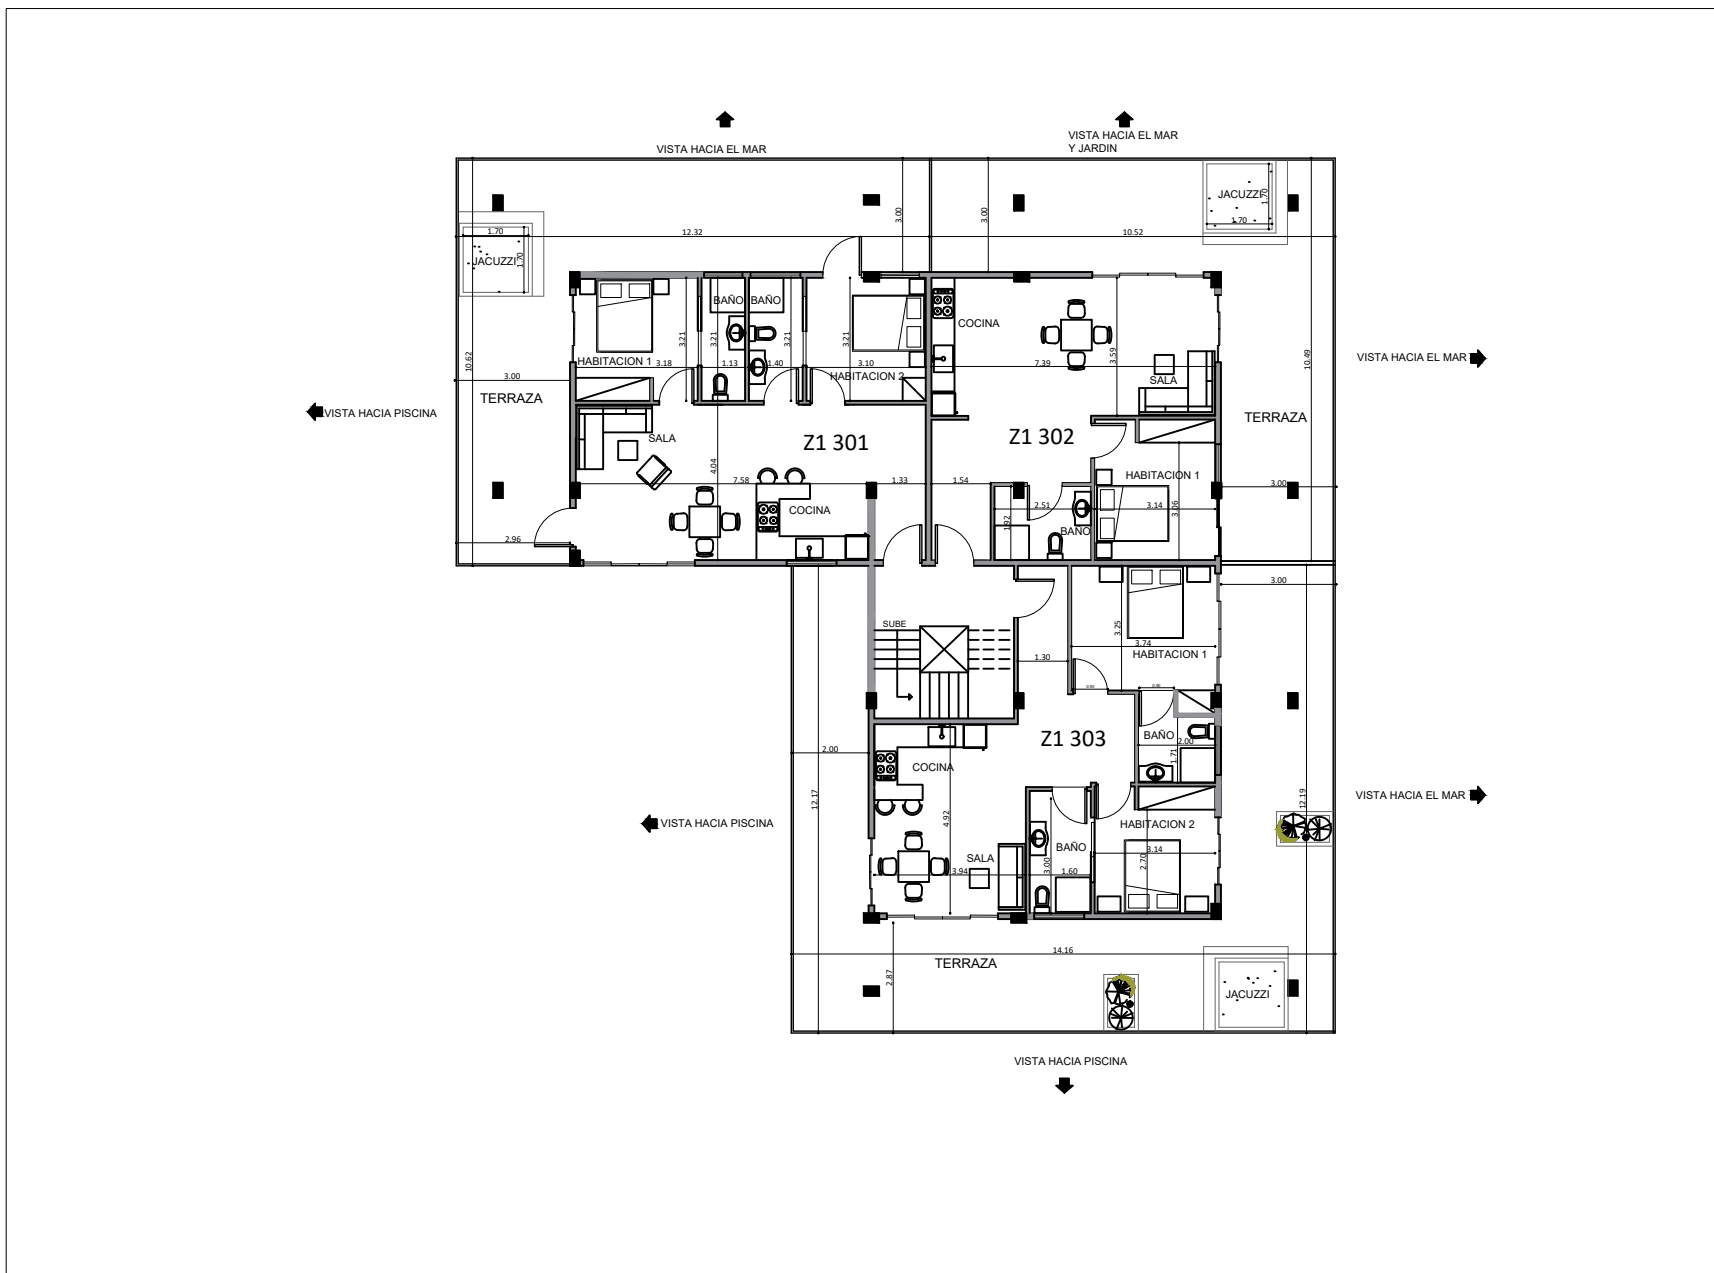 VISTA HACIA EL MAR
VISTA HACIA EL MAR
Y JARDIN
3.00
3.00
JACUZZI
1.70
1.70
12.32
10.52
1.70
JACUZZI
1.70
BAÑO
BAÑO
COCINA
3.21
3.21
3.21
3.21
HABITACION 1
3.18
1.13
1.40
3.10
HABITACION 2
7.39
3.59
SALA
10.62
10.49
3.00
TERRAZA
VISTA HACIA PISCINA
VISTA HACIA EL MAR
TERRAZA
SALA
Z1 301
Z1 302
4.04
7.58
1.33
1.54
HABITACION 1
3.00
COCINA
2.51
3.14
3.06
1.92
BAÑO
2.96
3.00
SUBE
3.25
3.74
HABITACION 1
1.30
0.90
0.90
Z1 303
BAÑO
2.00
1.71
2.00
COCINA
12.17
12.19
VISTA HACIA EL MAR
VISTA HACIA PISCINA
4.92
HABITACION 2
BAÑO
3.14
SALA
3.94
3.00
1.60
2.70
14.16
TERRAZA
2.87
JACUZZI
VISTA HACIA PISCINA